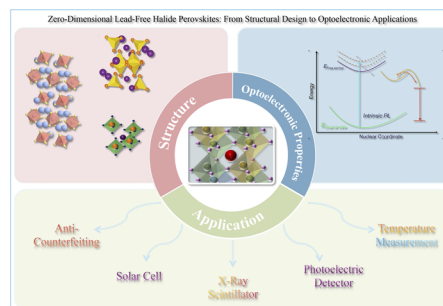 Zero-Dimensional Lead-Free Halide Perovskites: From Structural Design to Optoelectronic Applications
Structure
Optoelectronic Properties
Application
Energy
Intrinsic PL
Nuclear Coordinate
Anti-
Counterfeiting
Solar Cell
X-Ray
Scintillator
Photoelectric
Detector
Temperature
Measurement